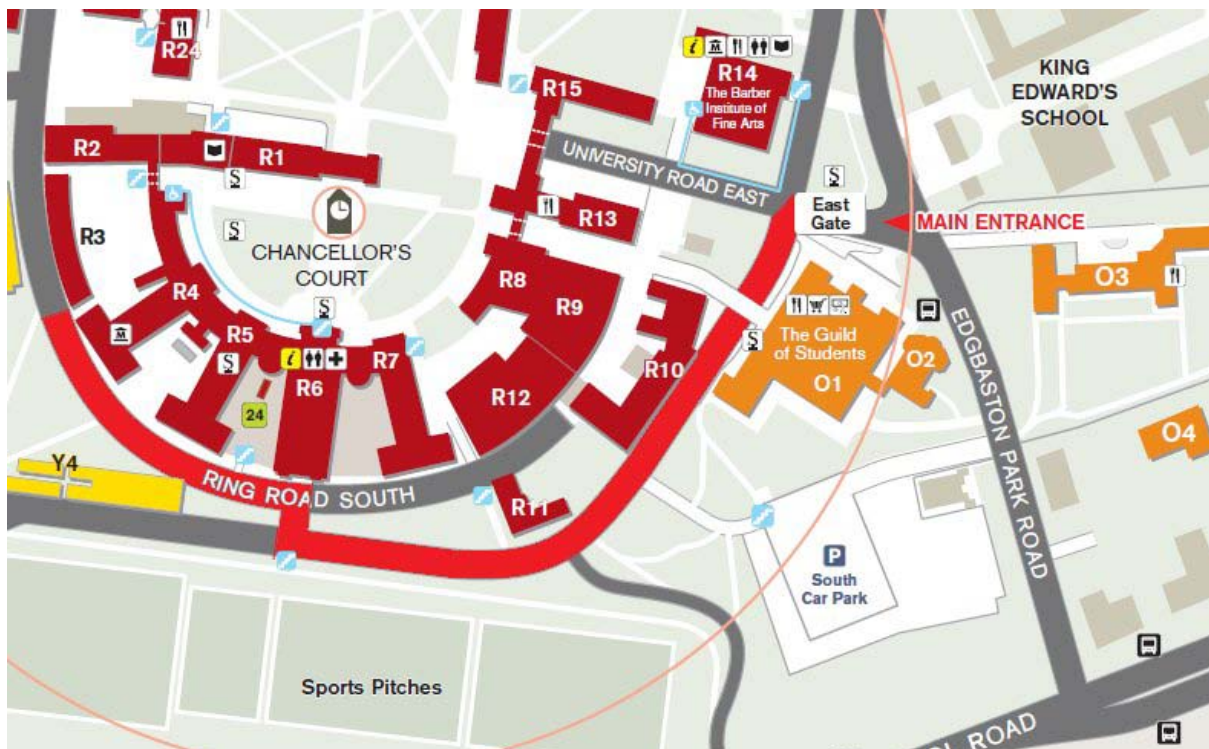 R24
R15
R14
The Barber
Institute of
Fine Arts
KING
EDWARD'S
SCHOOL
R2
R1
UNIVERSITY ROAD EAST
S
S
East
Gate
MAIN ENTRANCE
R13
R3
S
CHANCELLOR'S
COURT
R8
R9
O3
R4
S
R5
R7
The Guild
of Students
O1
S
O2
EDGBASTON PARK ROAD
S
R6
R10
R12
24
O4
Y4
RING ROAD SOUTH
R11
P
South
Car Park
Sports Pitches
OL ROAD